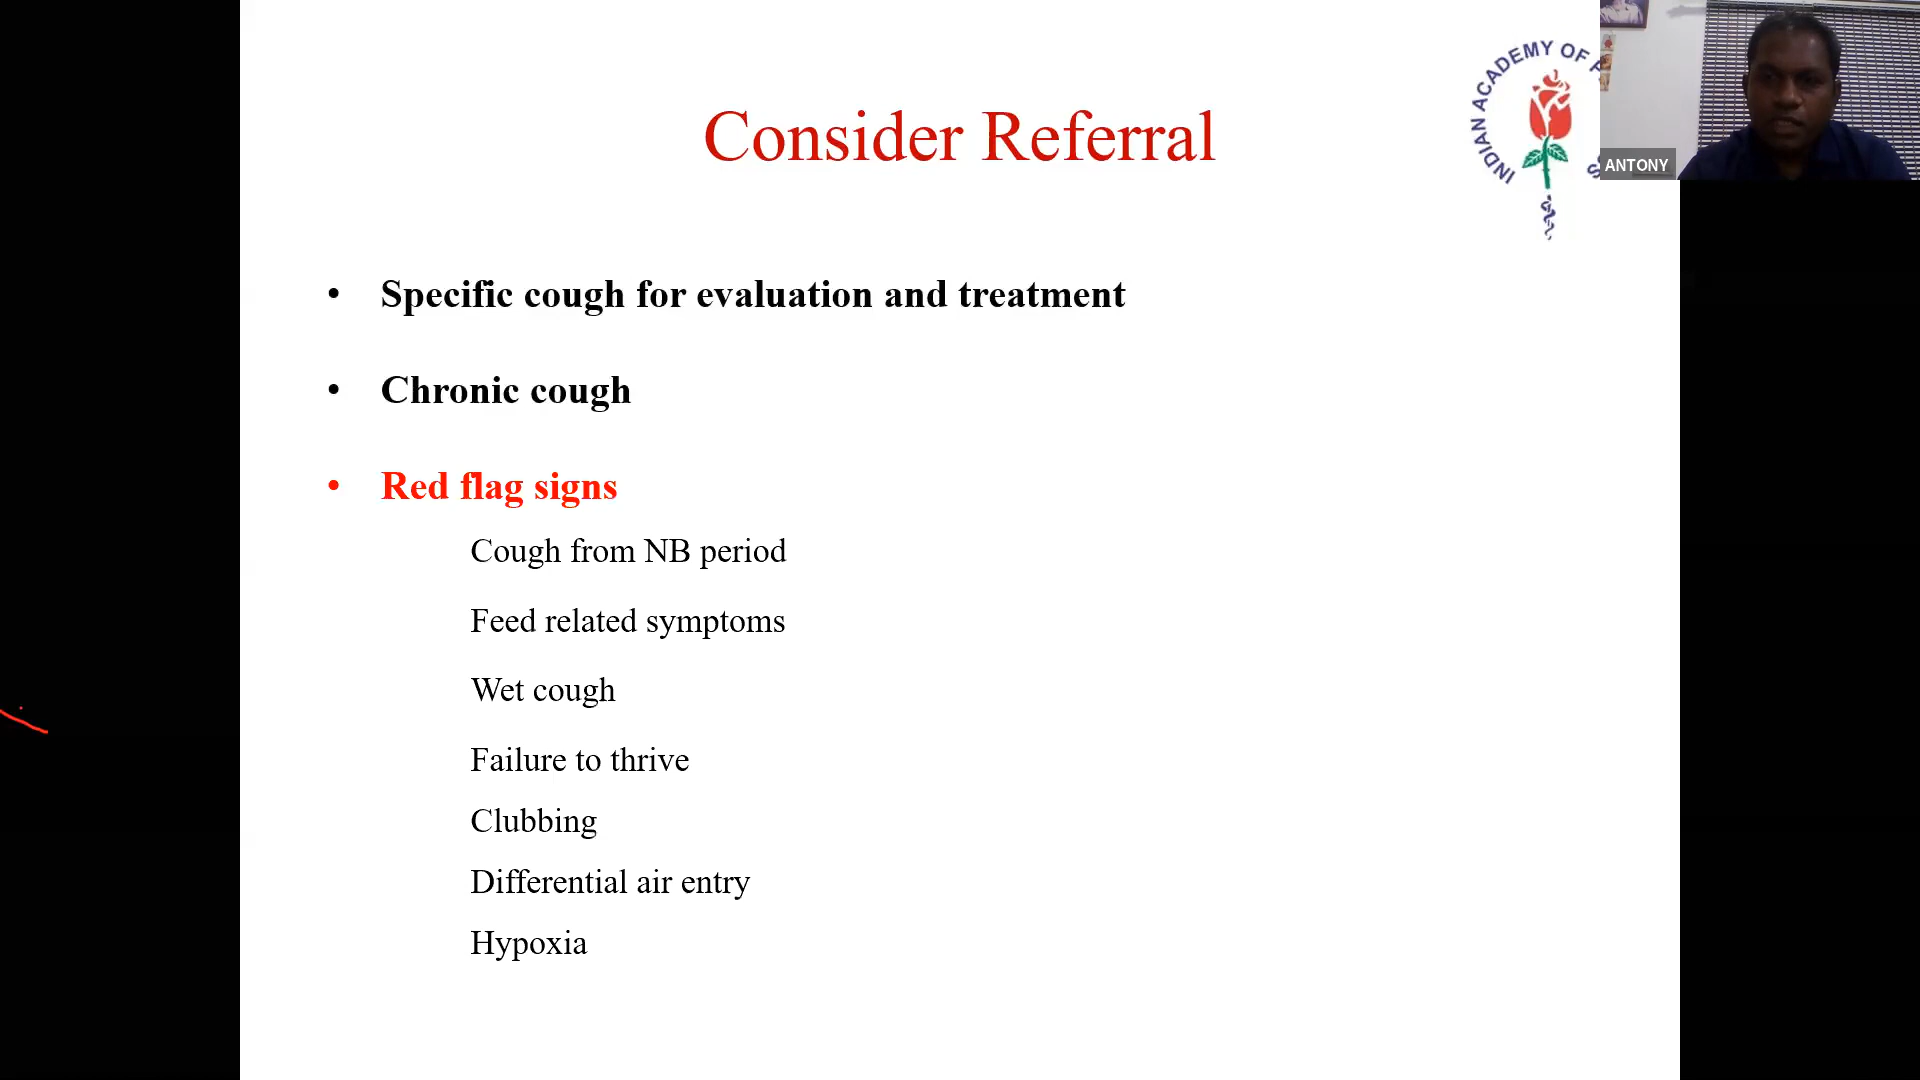 Consider Referral
INDIAN ACADEMY OF
ANTONY
• Specific cough for evaluation and treatment
• Chronic cough
• Red flag signs
Cough from NB period
Feed related symptoms
Wet cough
Failure to thrive
Clubbing
Differential air entry
Hypoxia